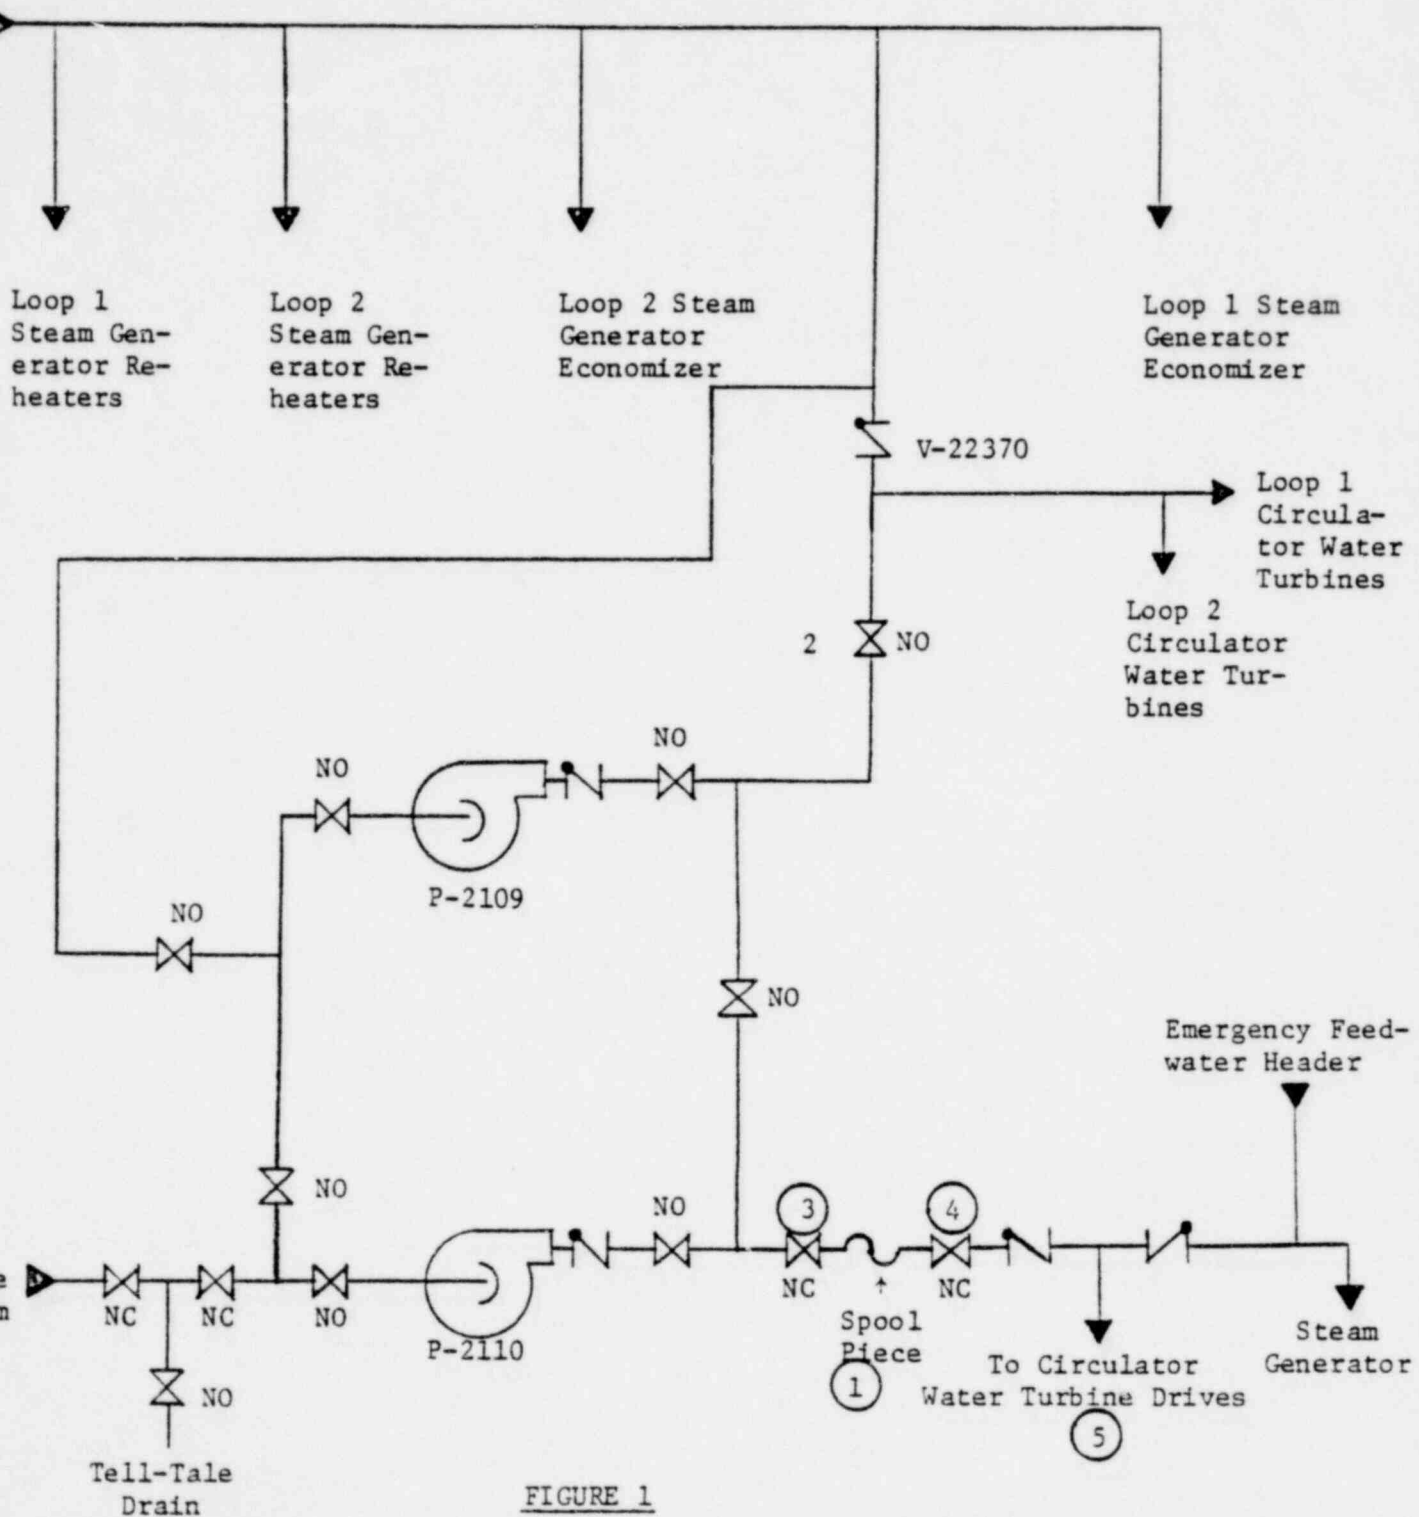 Loop 1
Steam Gen-
erator Re-
heaters
Loop 2
Steam Gen-
erator Re-
heaters
Loop 2 Steam
Generator
Economizer
Loop 1 Steam
Generator
Economizer
V-22370
Loop 1
Circula-
tor Water
Turbines
Loop 2
Circulator
Water Tur-
bines
2
NO
NO
NO
P-2109
NO
NO
Emergency Feed-
water Header
NO
NO
3
4
NC
NC
NO
P-2110
NC
NC
Spool
Piece
1
To Circulator
Water Turbine Drives
5
Steam
Generator
NO
Tell-Tale
Drain
FIGURE 1